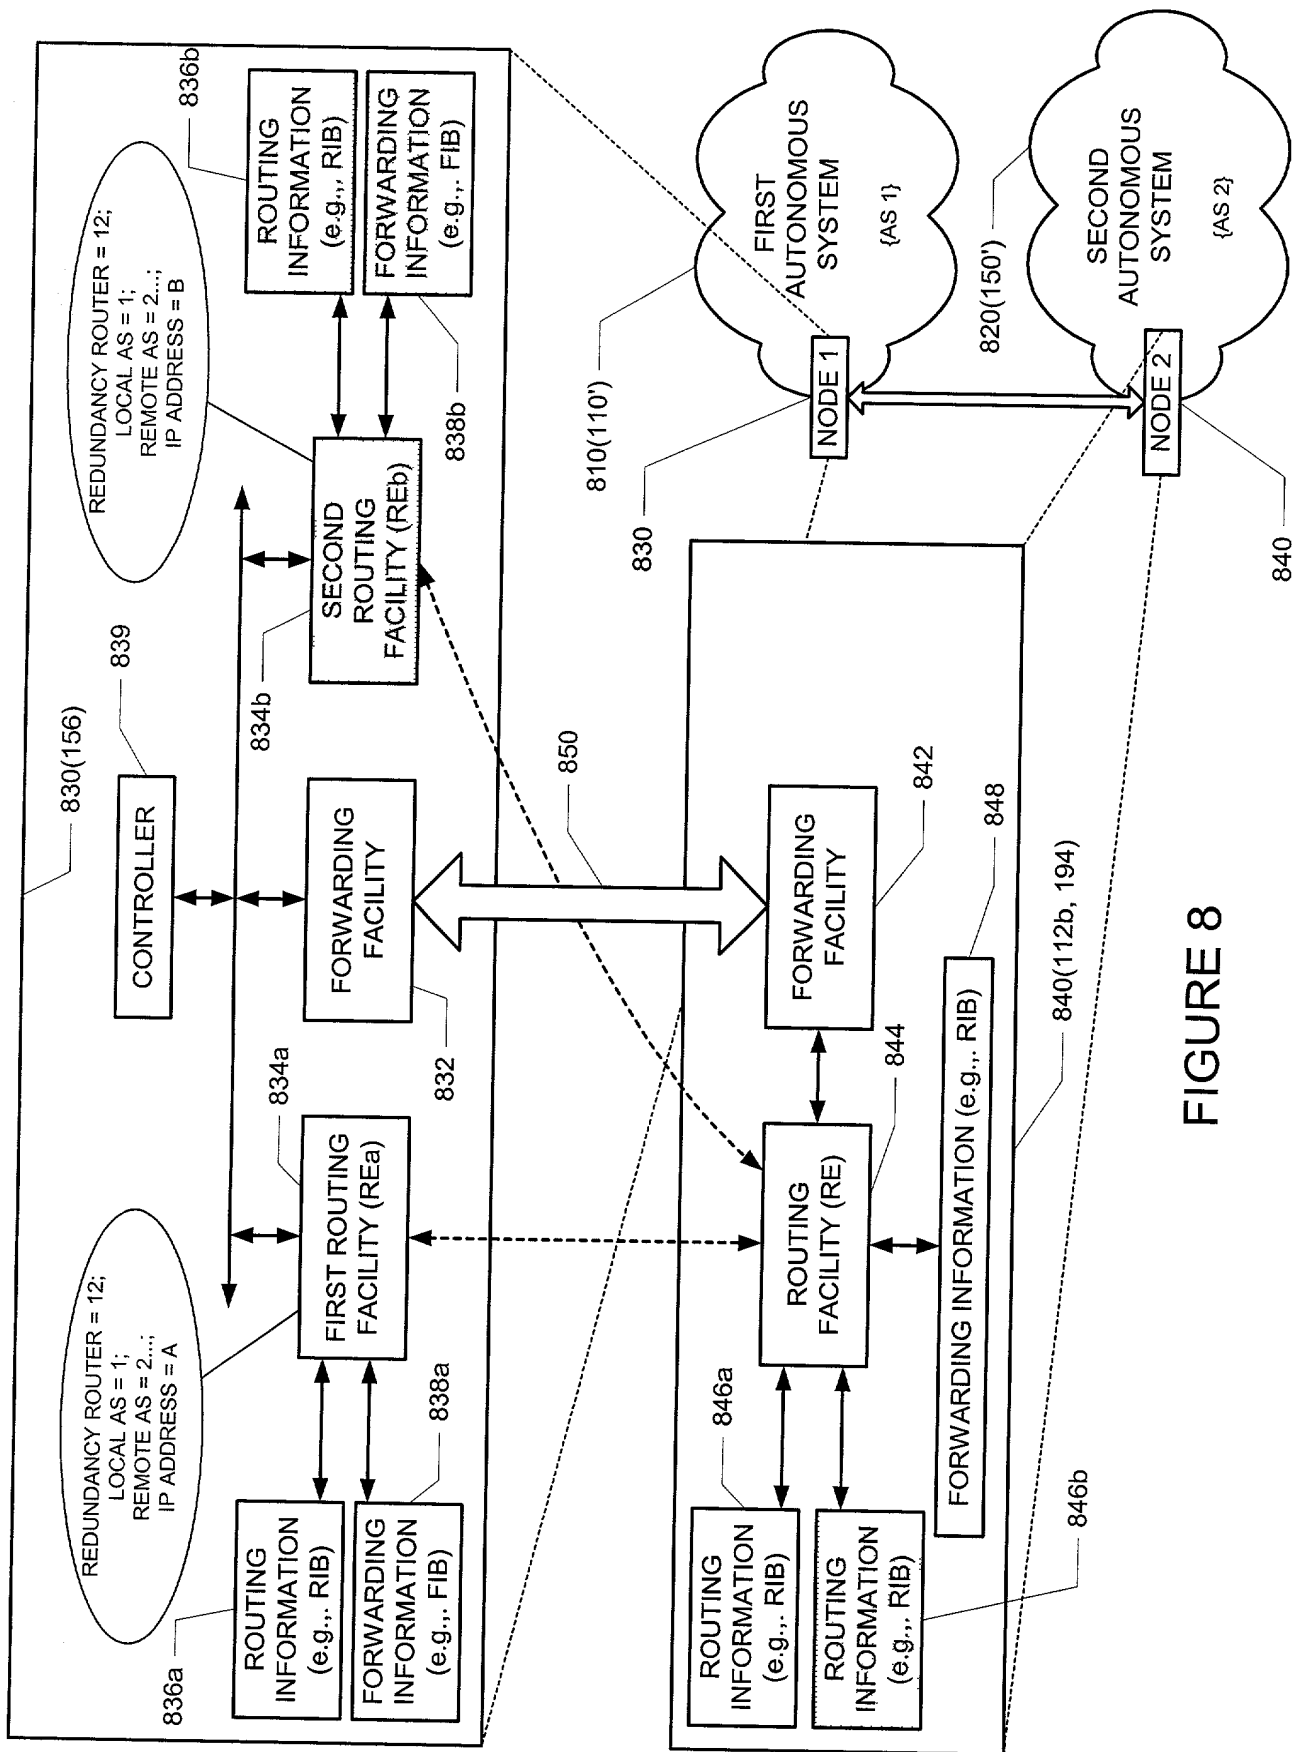 830(156)
CONTROLLER
839
REDUNDANCY ROUTER = 12;
LOCAL AS = 1;
REMOTE AS = 2...;
IP ADDRESS = A
REDUNDANCY ROUTER = 12;
LOCAL AS = 1;
REMOTE AS = 2...;
IP ADDRESS = B
836a
ROUTING
INFORMATION
(e.g.,. RIB)
FORWARDING
INFORMATION
(e.g.,. FIB)
838a
FIRST ROUTING
FACILITY (REa)
834a
FORWARDING
FACILITY
832
SECOND
ROUTING
FACILITY (REb)
834b
ROUTING
INFORMATION
(e.g.,. RIB)
836b
FORWARDING
INFORMATION
(e.g.,. FIB)
838b
850
ROUTING
INFORMATION
(e.g.,. RIB)
846a
ROUTING
INFORMATION
(e.g.,. RIB)
846b
ROUTING
FACILITY (RE)
844
FORWARDING
FACILITY
842
FORWARDING INFORMATION (e.g.,. RIB)
848
840(112b, 194)
810(110')
FIRST
AUTONOMOUS
SYSTEM
{AS 1}
NODE 1
830
820(150')
SECOND
AUTONOMOUS
SYSTEM
{AS 2}
NODE 2
840
FIGURE 8